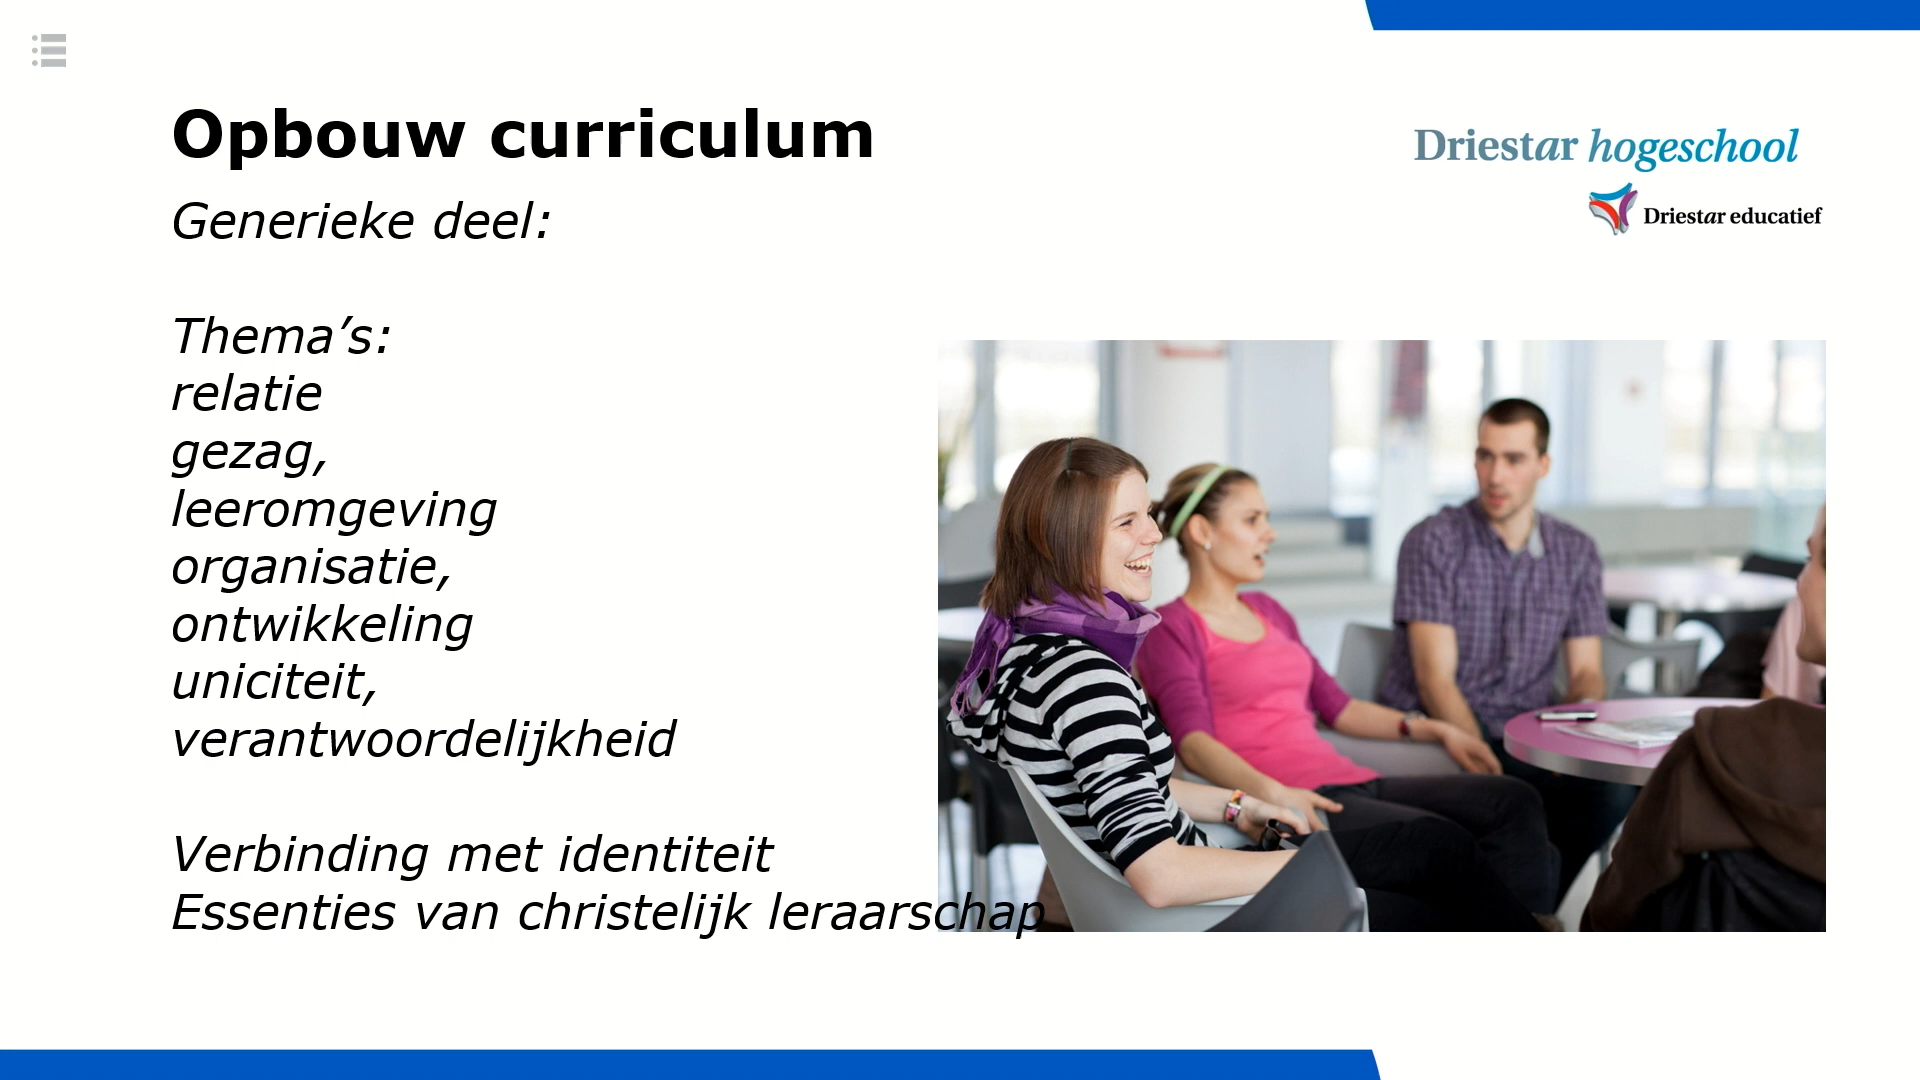 Opbouw curriculum
Driestar hogeschool
Driestar educatief
Generieke deel:
Thema’s:
relatie
gezag,
leeromgeving
organisatie,
ontwikkeling
uniciteit,
verantwoordelijkheid
Verbinding met identiteit
Essenties van christelijk leraarschap